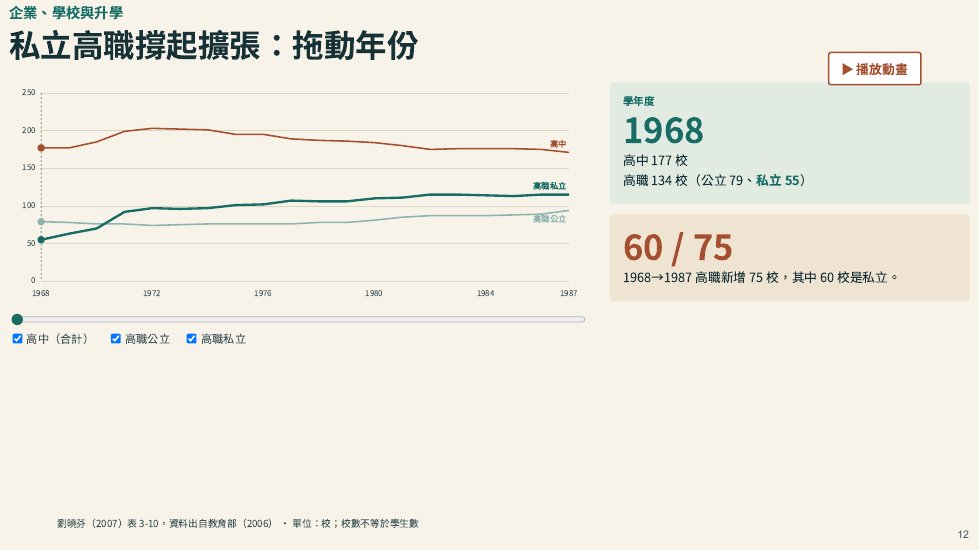 企業、學校與升學
私立高職撐起擴張：拖動年份
▶ 播放動畫
250
200
150
100
50
0
高中
高職私立
高職公立
1968
1972
1976
1980
1984
1987
高中（合計）
高職公立
高職私立
學年度
1968
高中 177 校
高職 134 校（公立 79、私立 55）
60 / 75
1968→1987 高職新增 75 校，其中 60 校是私立。
劉曉芬（2007）表 3-10，資料出自教育部（2006） · 單位：校；校數不等於學生數
12